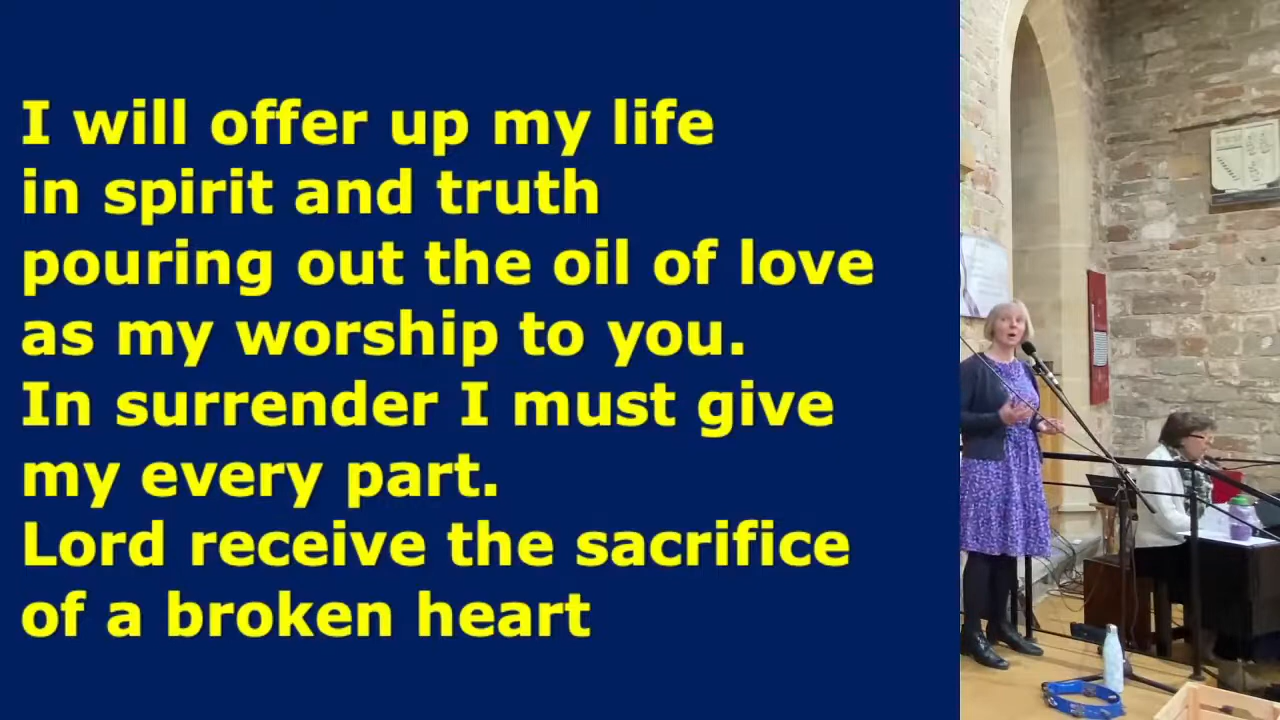 I will offer up my life
in spirit and truth
pouring out the oil of love
as my worship to you.
In surrender I must give
my every part.
Lord receive the sacrifice
of a broken heart